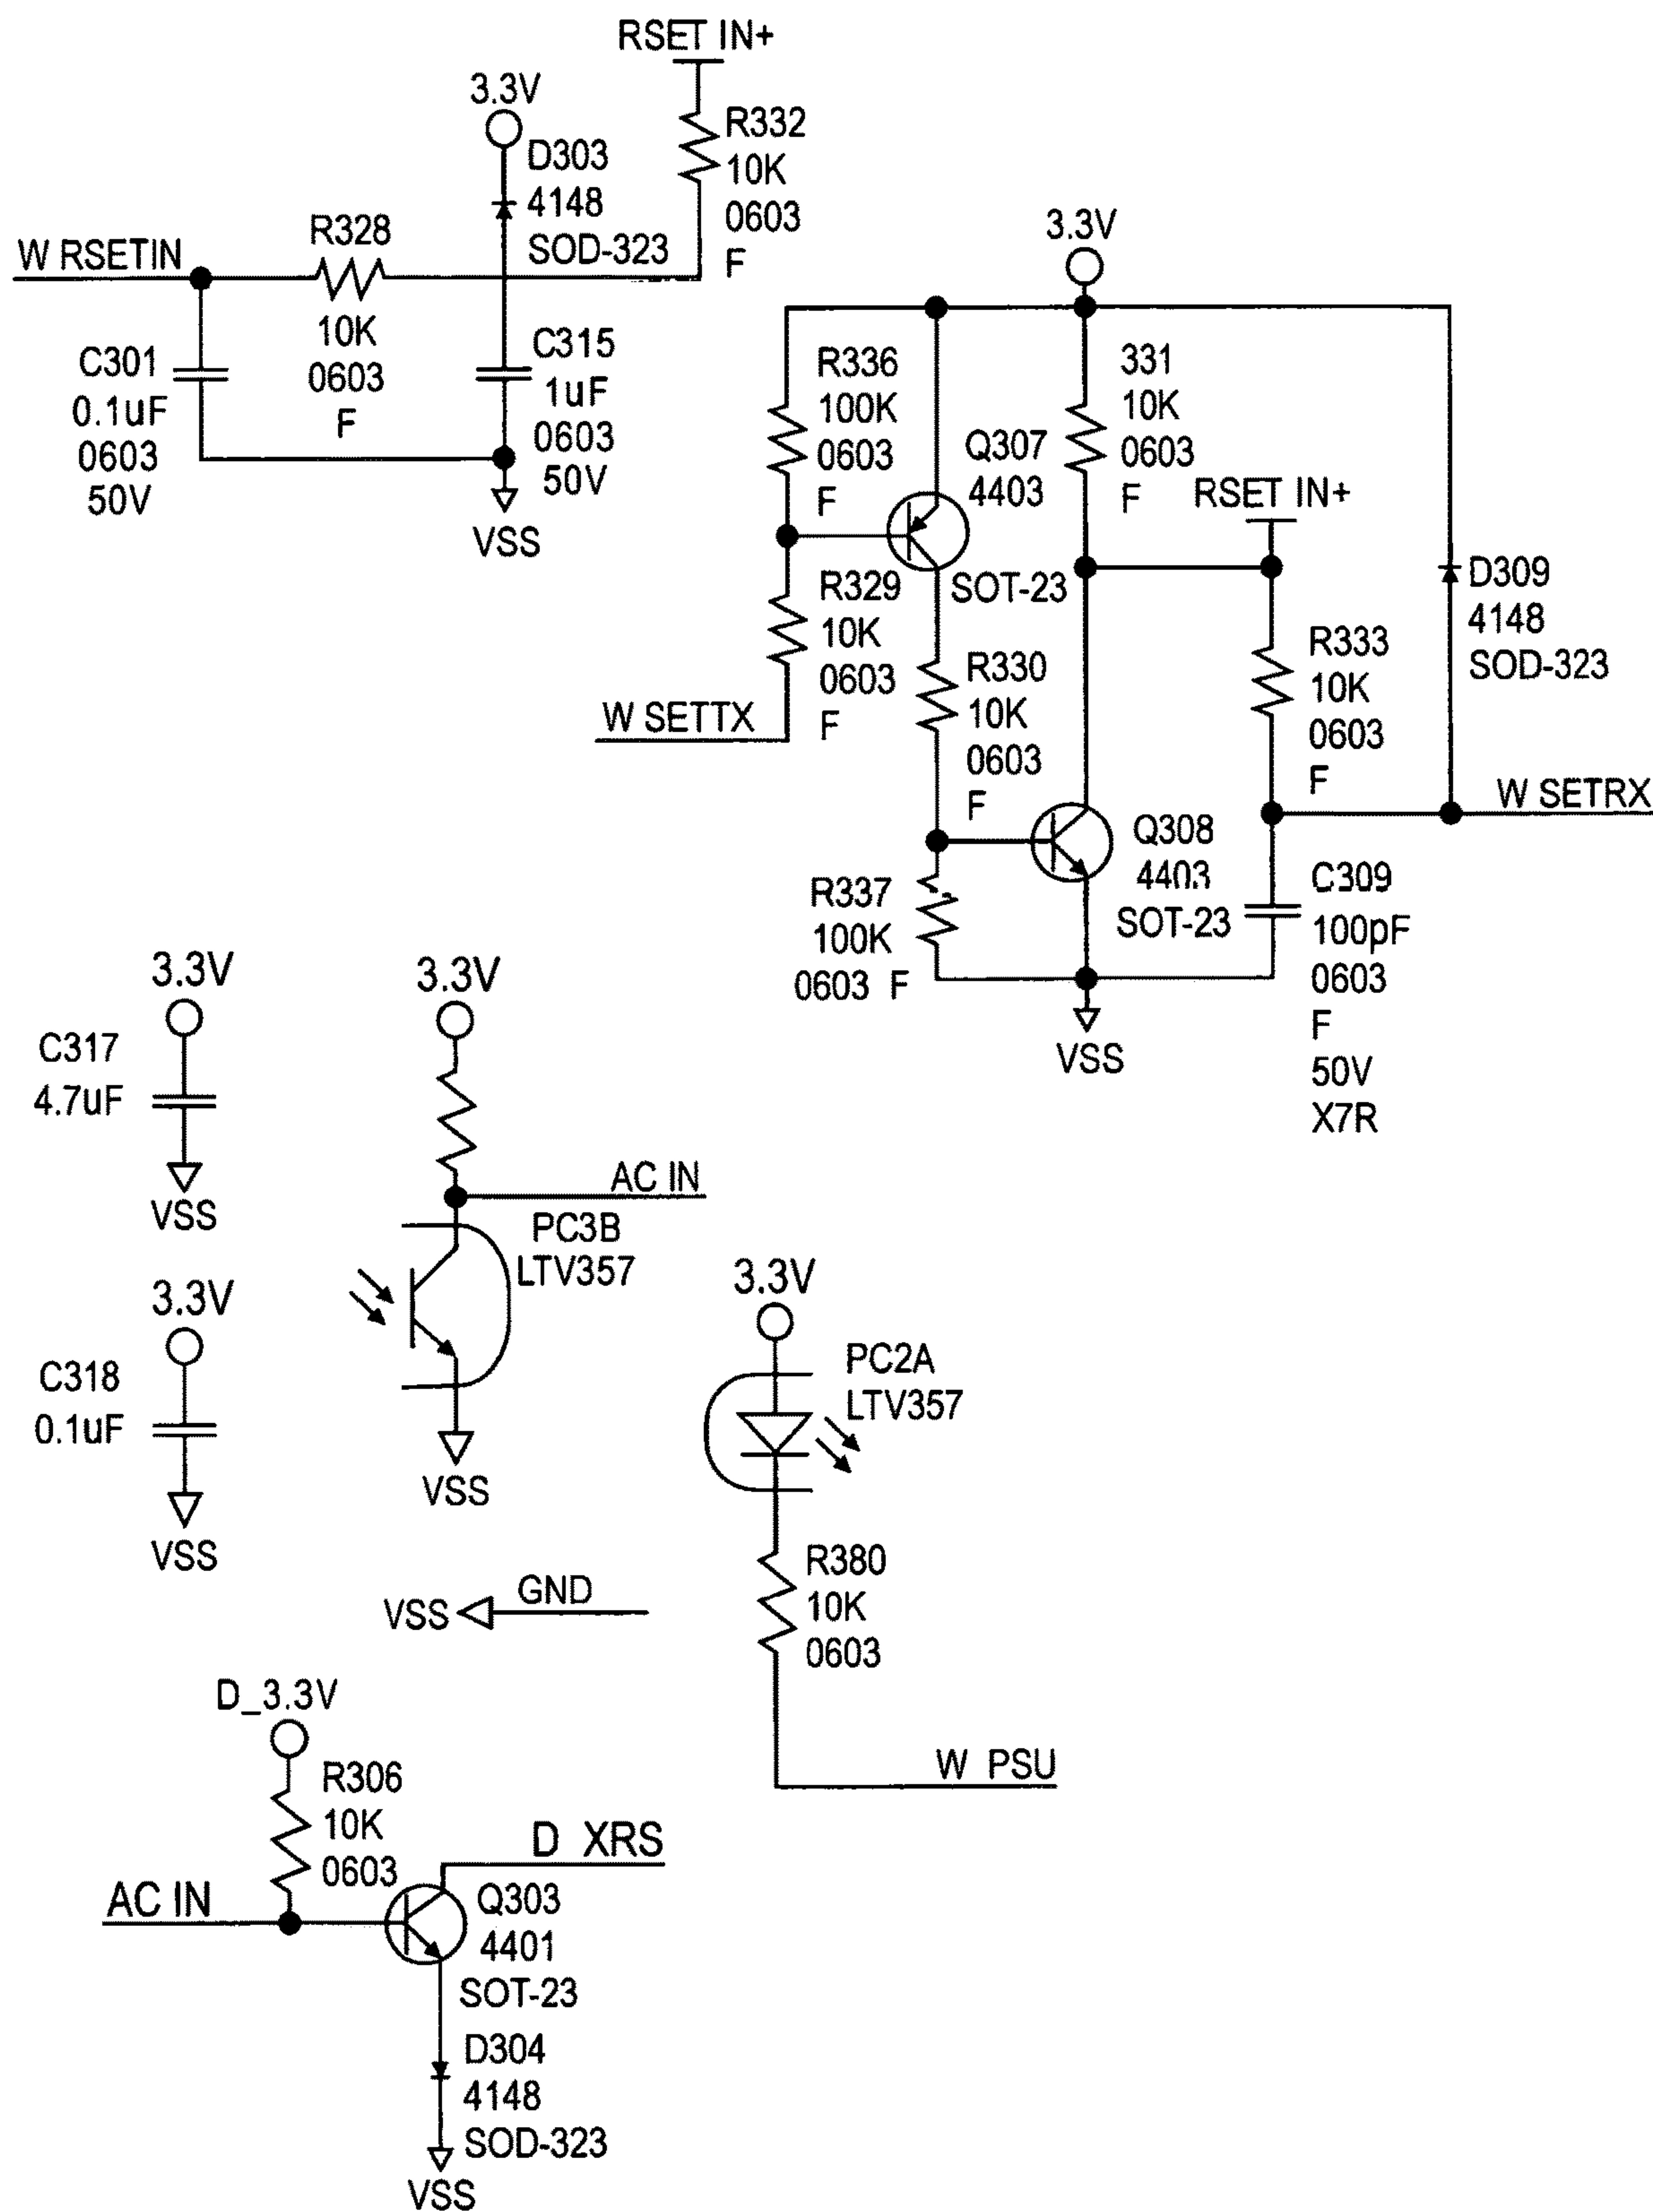 RSET IN+
R332
10K
0603
F
3.3V
D303
4148
SOD-323
W RSETIN
R328
10K
0603
F
C301
0.1uF
0603
50V
C315
1uF
0603
50V
VSS
3.3V
R336
100K
0603
F
Q307
4403
SOT-23
331
10K
0603
F
RSET IN+
R329
10K
0603
F
W SETTX
R330
10K
0603
F
R333
10K
0603
F
D309
4148
SOD-323
W SETRX
Q308
4403
SOT-23
R337
100K
0603 F
C309
100pF
0603
F
50V
X7R
VSS
3.3V
C317
4.7uF
VSS
3.3V
AC IN
PC3B
LTV357
VSS
3.3V
C318
0.1uF
VSS
3.3V
PC2A
LTV357
R380
10K
0603
W PSU
VSS
GND
D_3.3V
R306
10K
0603
AC IN
D XRS
Q303
4401
SOT-23
D304
4148
SOD-323
VSS